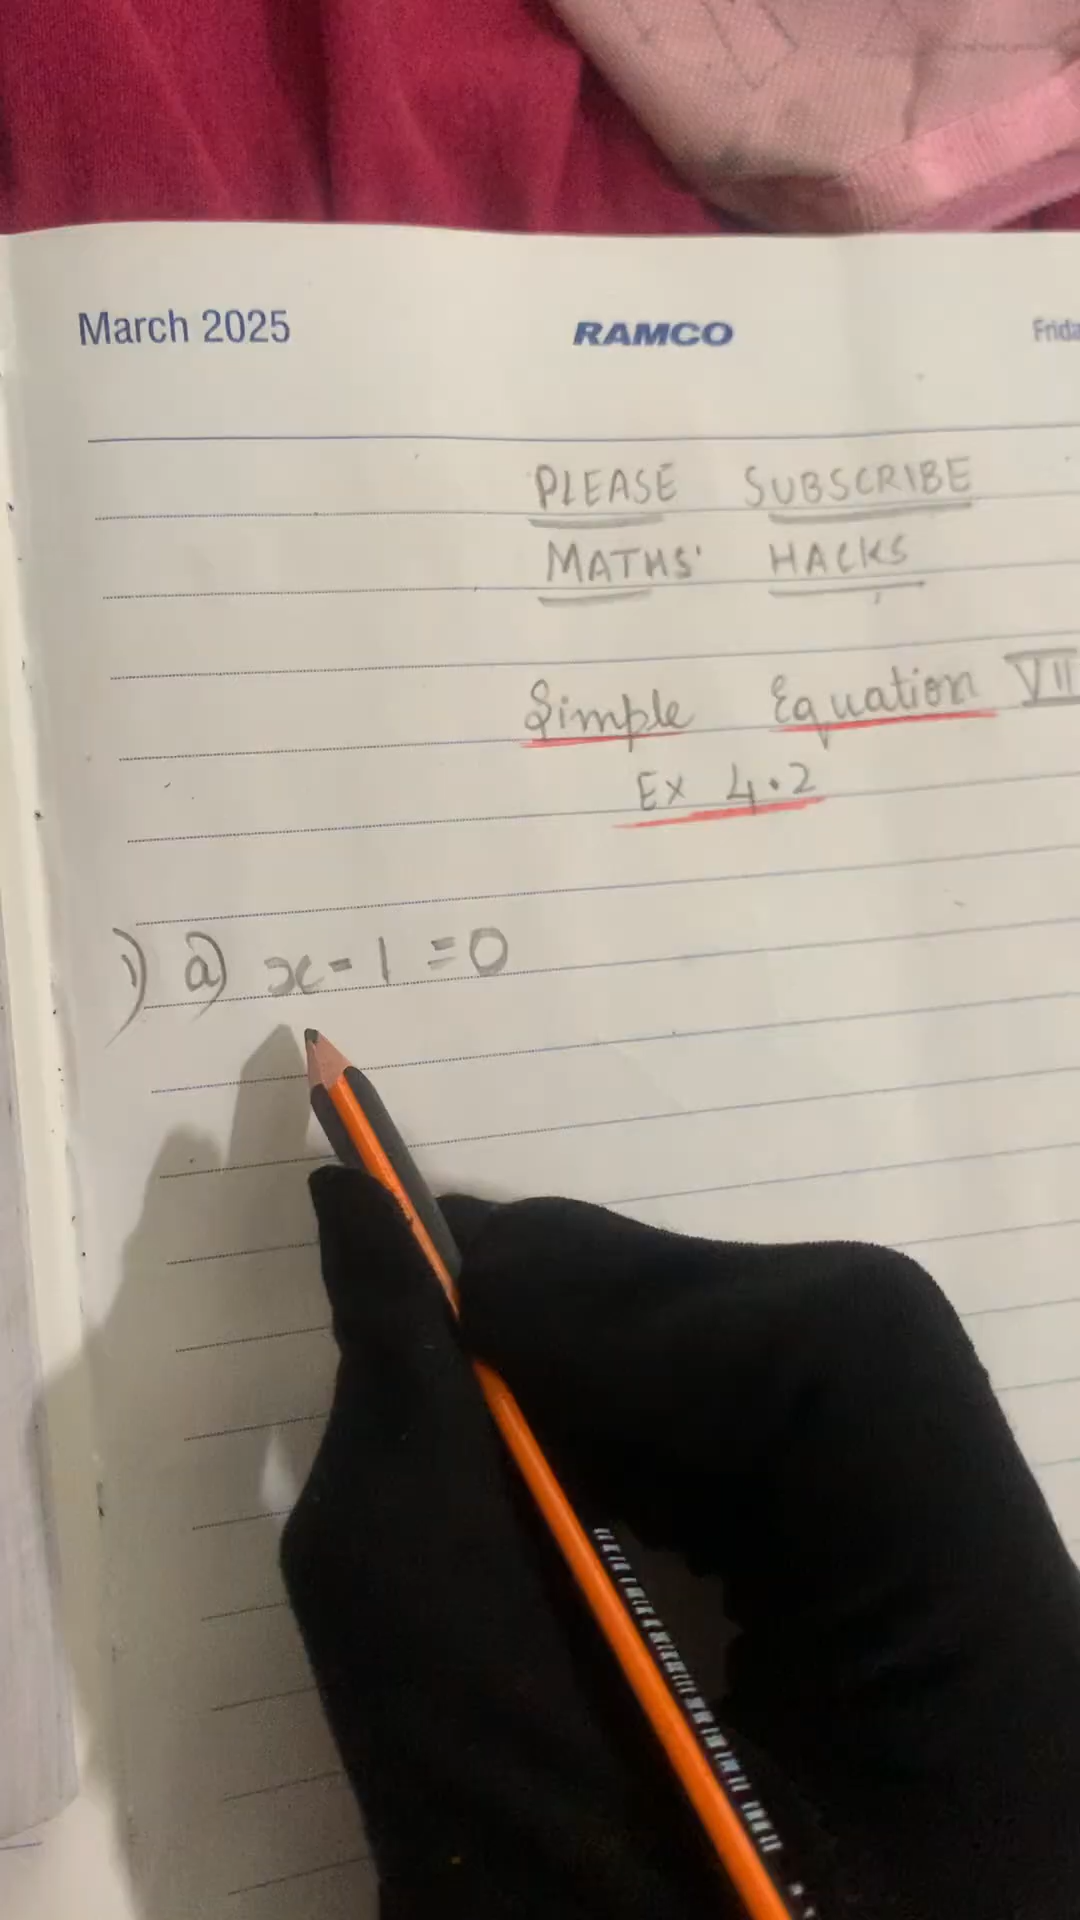 March 2025 RAMCO
PLEASE SUBSCRIBE
MATHS' HACKS
Simple Equation VII
Ex 4.2
1) a) x - 1 = 0